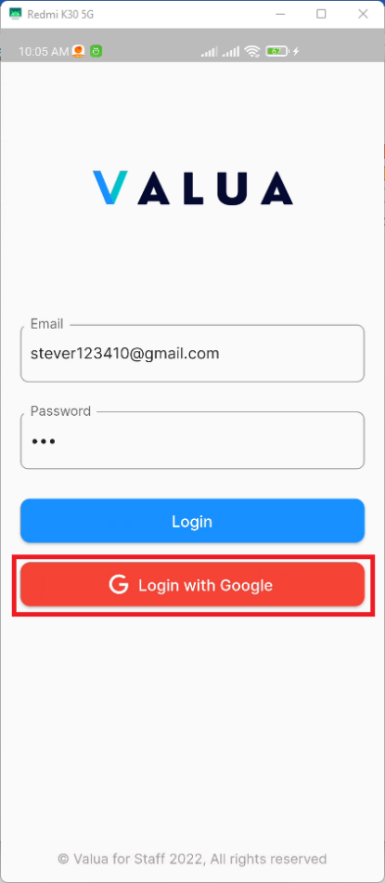 Redmi K30 5G
10:05 AM
67
VALUA
Email
stever123410@gmail.com
Password
•••
Login
G Login with Google
© Valua for Staff 2022, All rights reserved